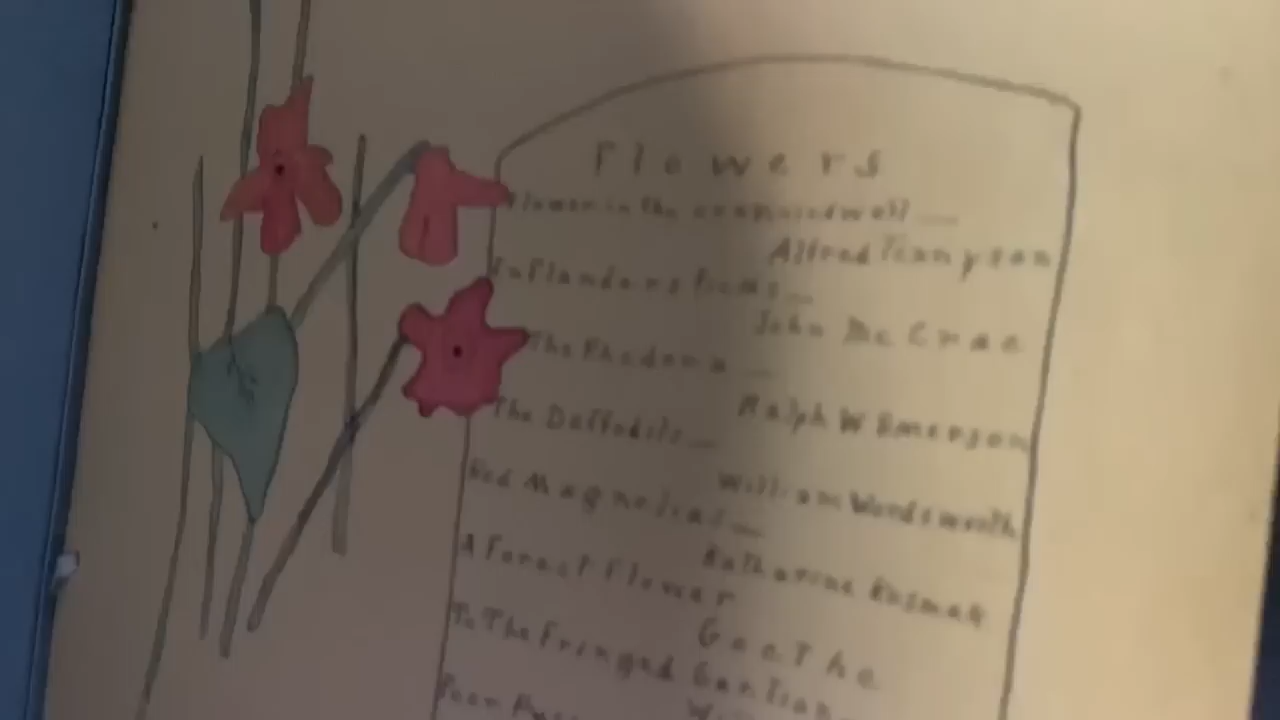 Flowers
Flower in the crannied wall
Alfred Tennyson
In Flanders Fields
John McCrae
The Rhodora
Ralph W Emerson
The Daffodils
William Wordsworth
Red Magnolias
Katharine
A Forest Flower
Goethe
To The Fringed Gentian